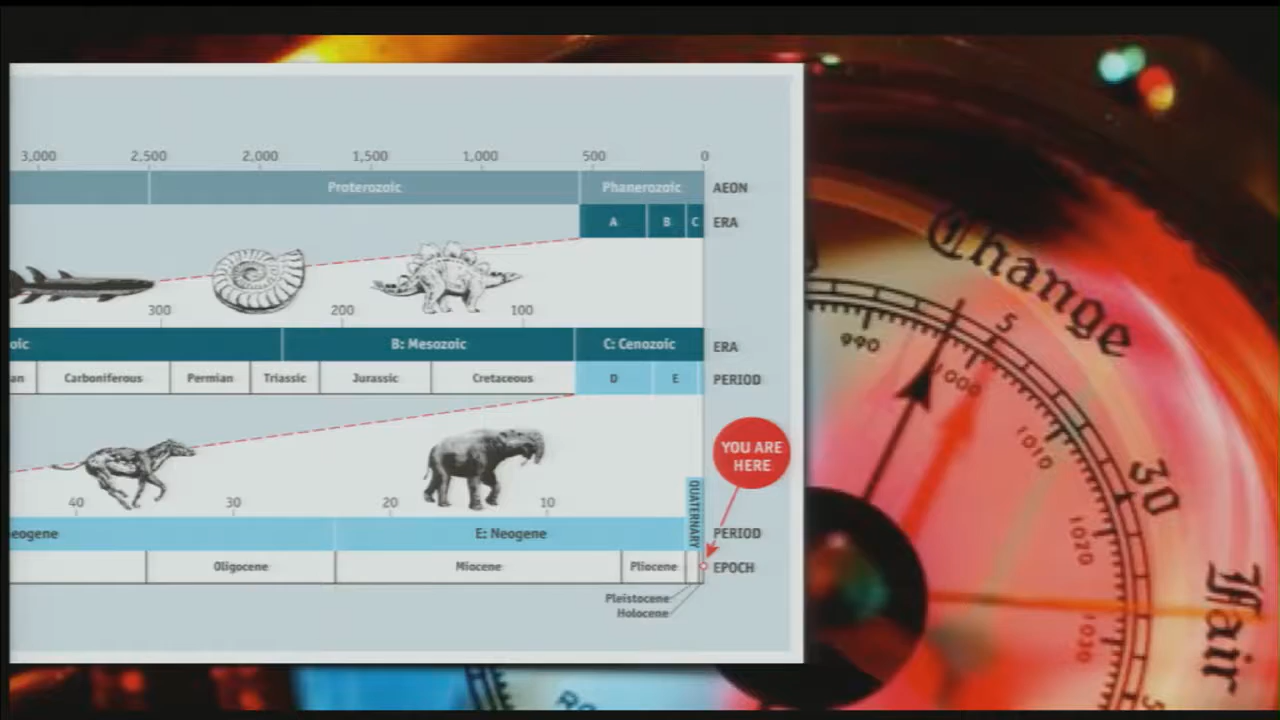 3,000 2,500 2,000 1,500 1,000 500 0
Proterozoic Phanerozoic AEON
A B C ERA
300 200 100
oic B: Mesozoic C: Cenozoic ERA
an Carboniferous Permian Triassic Jurassic Cretaceous D E PERIOD
YOU ARE
HERE
40 30 20 10
eogene E: Neogene QUATERNARY PERIOD
Oligocene Miocene Pliocene EPOCH
Pleistocene
Holocene
Change
990 1000 1010 1020 1030
5
30
Fair